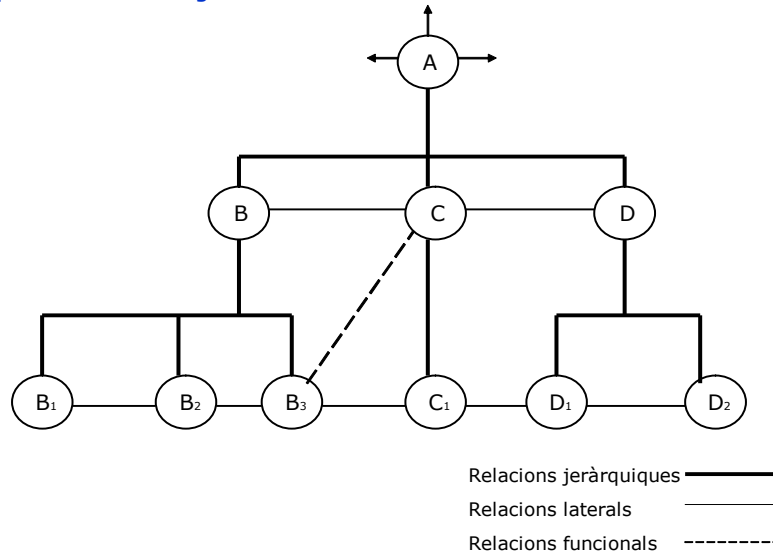 A
B C D
B₁ B₂ B₃ C₁ D₁ D₂
Relacions jeràrquiques
Relacions laterals
Relacions funcionals